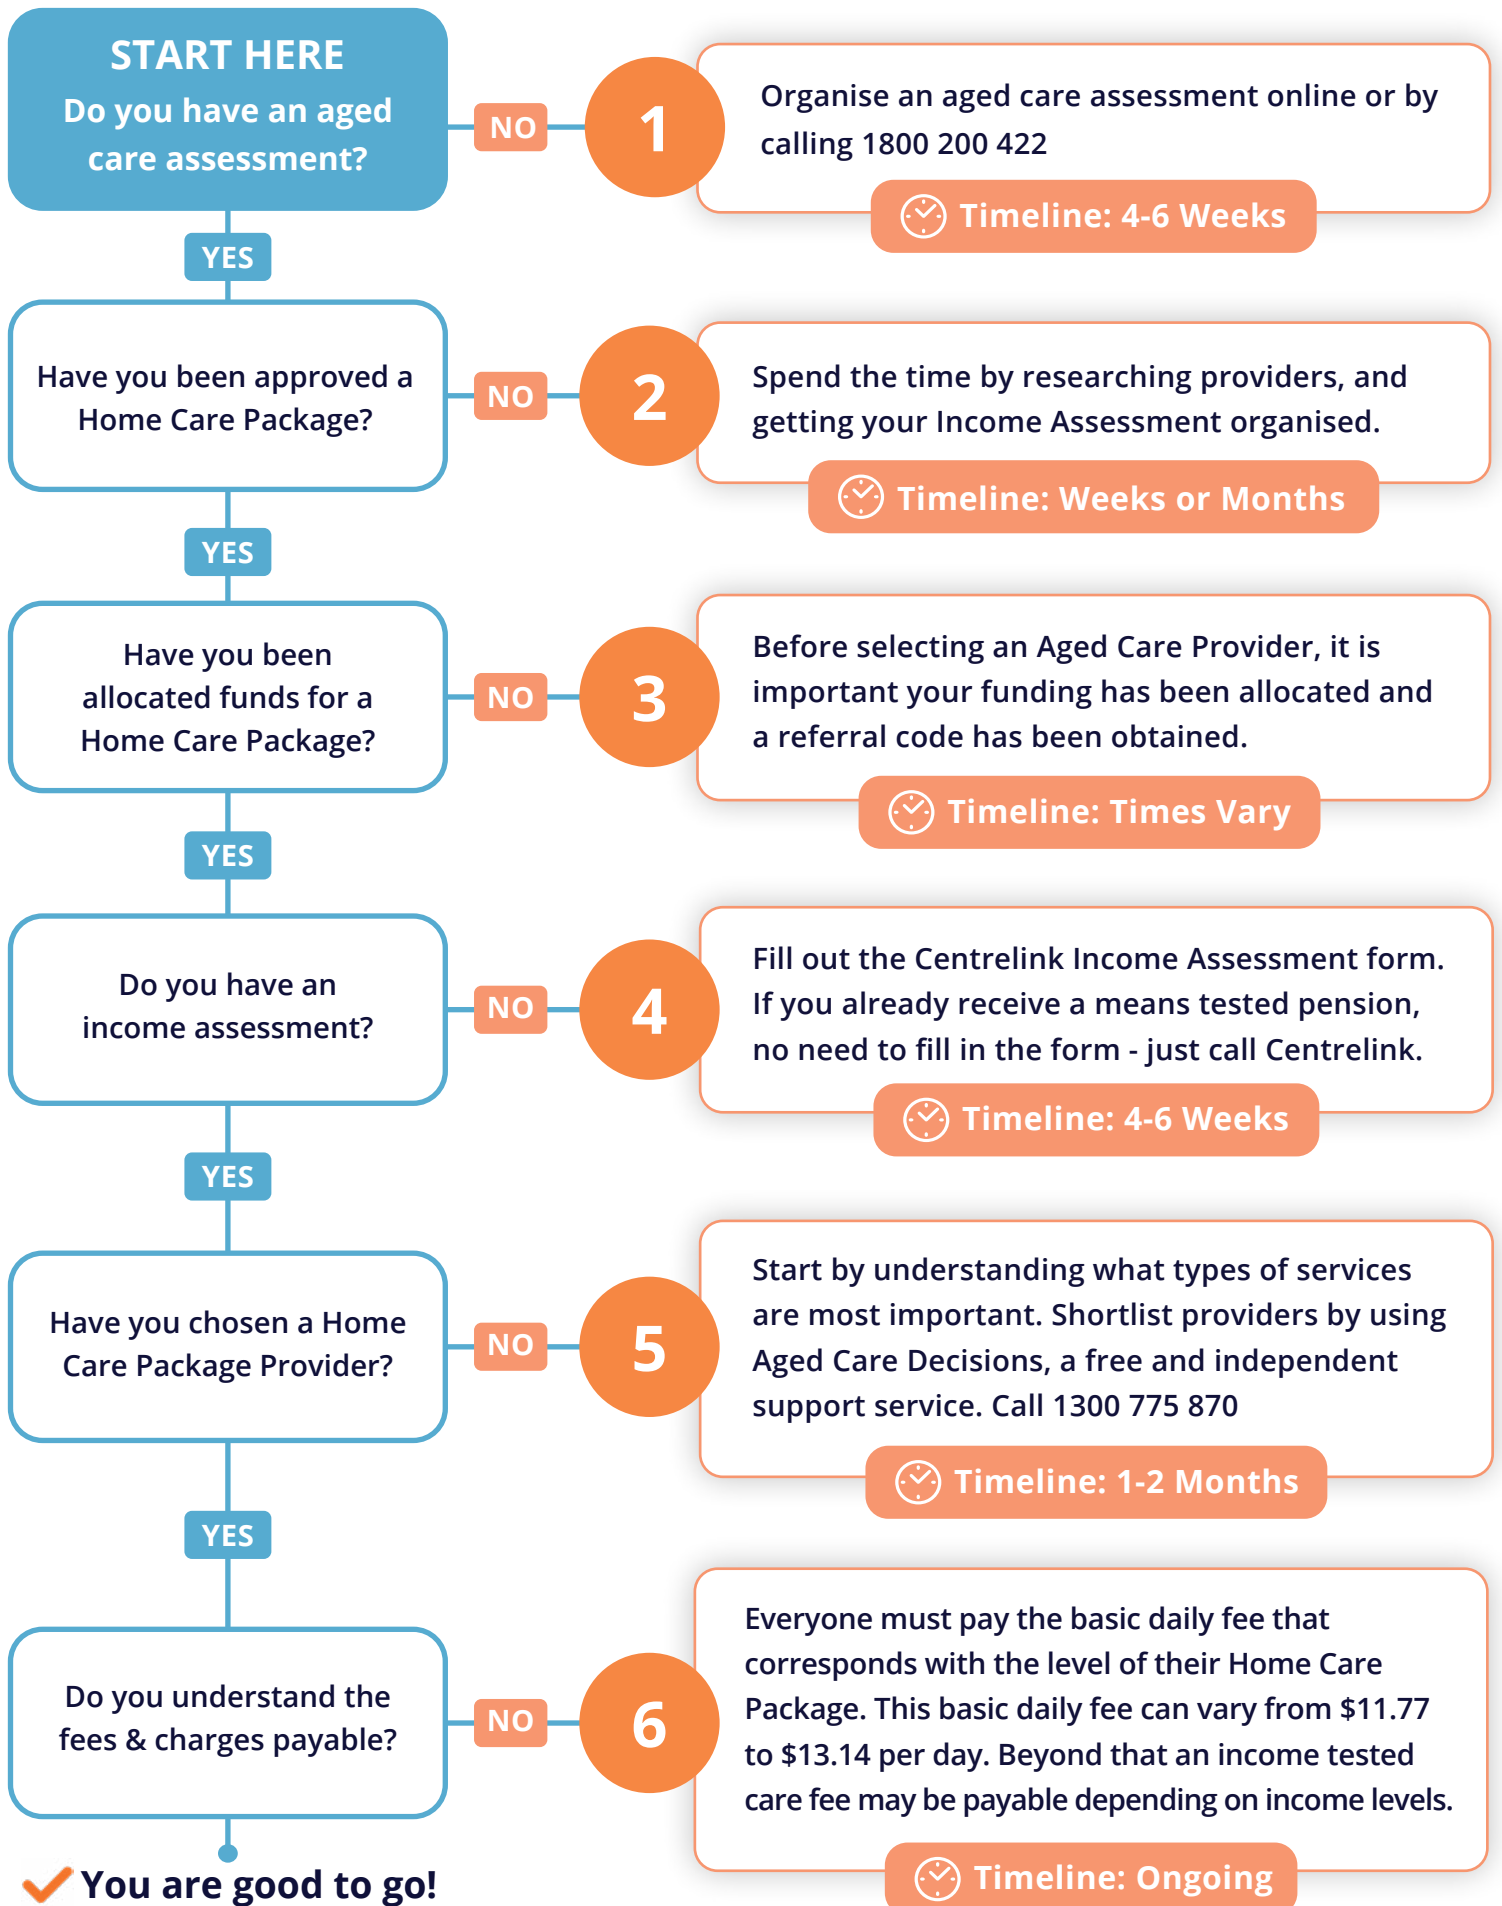 START HERE
Do you have an aged
care assessment?
NO
1
Organise an aged care assessment online or by
calling 1800 200 422
Timeline: 4-6 Weeks
YES
Have you been approved a
Home Care Package?
NO
2
Spend the time by researching providers, and
getting your Income Assessment organised.
Timeline: Weeks or Months
YES
Have you been
allocated funds for a
Home Care Package?
NO
3
Before selecting an Aged Care Provider, it is
important your funding has been allocated and
a referral code has been obtained.
Timeline: Times Vary
YES
Do you have an
income assessment?
NO
4
Fill out the Centrelink Income Assessment form.
If you already receive a means tested pension,
no need to fill in the form - just call Centrelink.
Timeline: 4-6 Weeks
YES
Have you chosen a Home
Care Package Provider?
NO
5
Start by understanding what types of services
are most important. Shortlist providers by using
Aged Care Decisions, a free and independent
support service. Call 1300 775 870
Timeline: 1-2 Months
YES
Do you understand the
fees & charges payable?
NO
6
Everyone must pay the basic daily fee that
corresponds with the level of their Home Care
Package. This basic daily fee can vary from $11.77
to $13.14 per day. Beyond that an income tested
care fee may be payable depending on income levels.
Timeline: Ongoing
You are good to go!